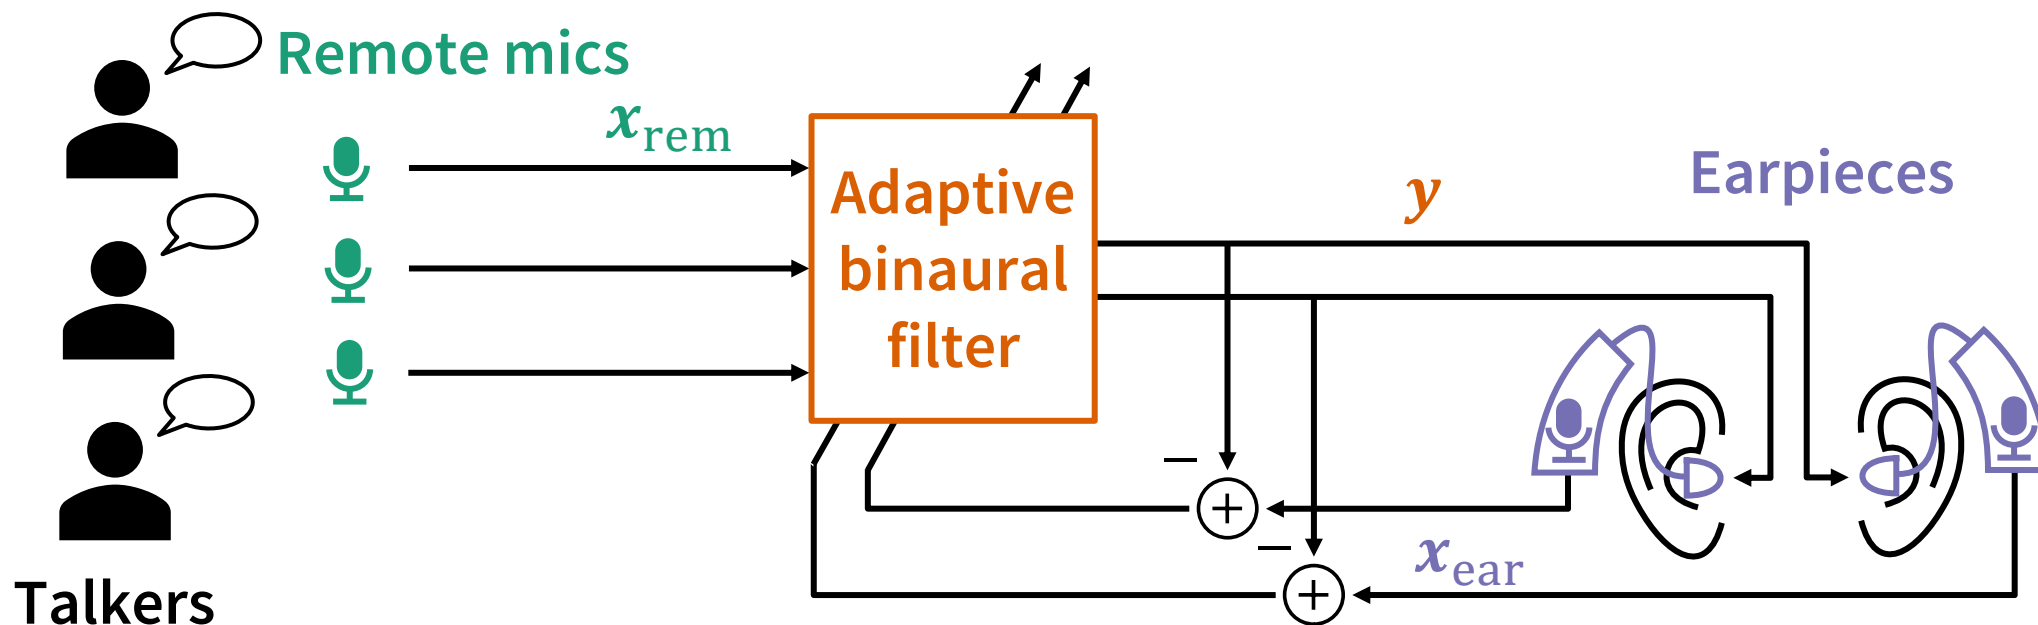 Remote mics
x_rem
Adaptive
binaural
filter
y
Earpieces
−
+
−
+
x_ear
Talkers